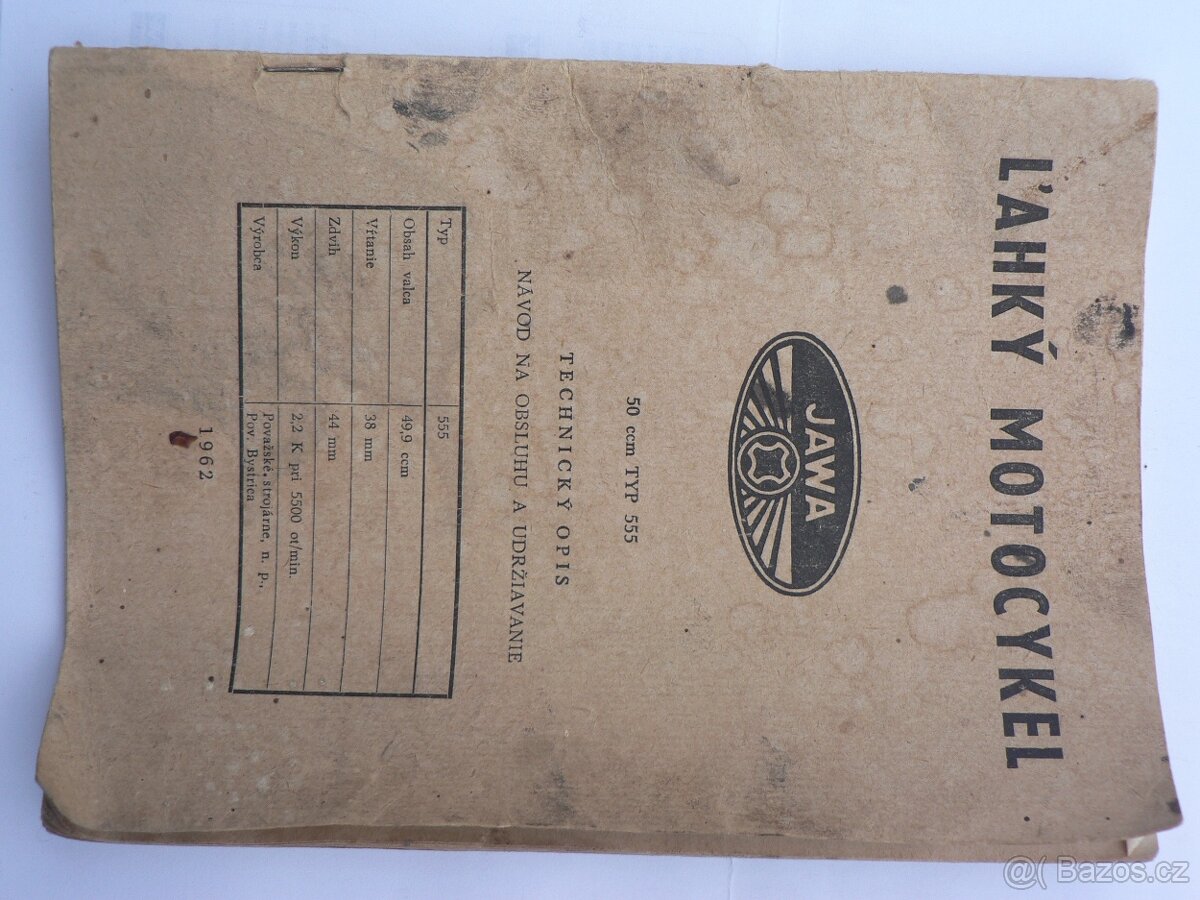 ĽAHKÝ MOTOCYKEL
JAWA
50 ccm TYP 555
TECHNICKÝ OPIS
NÁVOD NA OBSLUHU A UDRŽIAVANIE
Typ 555
Obsah valca 49,9 ccm
Vŕtanie 38 mm
Zdvih 44 mm
Výkon 2,2 K pri 5500 ot/min.
Výrobca Považské strojárne, n. p.,
Pov. Bystrica
1962
@( Bazos.cz